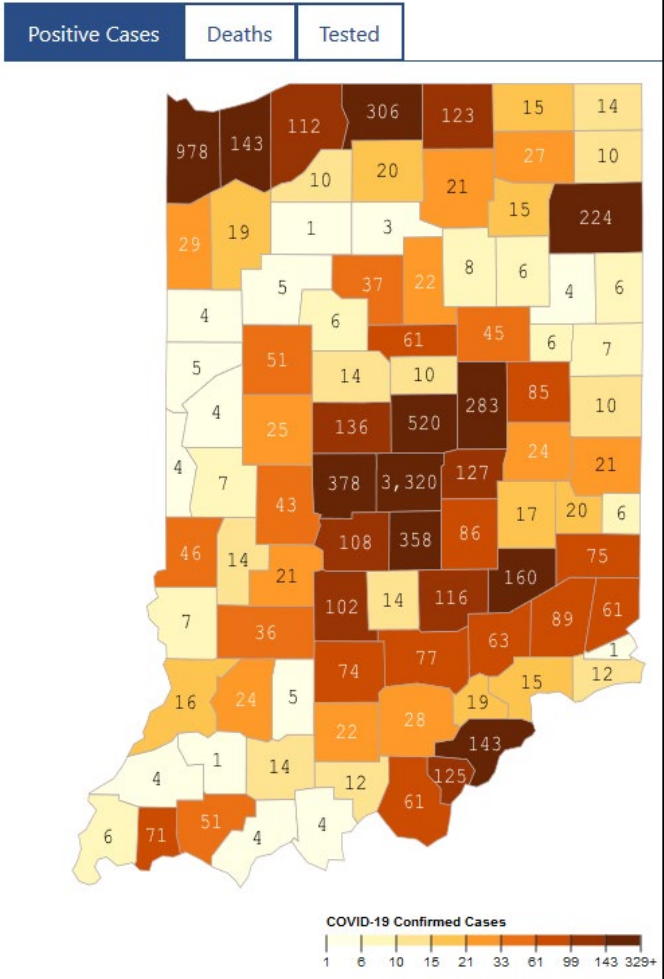 Positive Cases Deaths Tested
306 123 15 14
978 143 112
20 27 10
10 21
15 224
29 19 1 3
8 6
5 37 22 4 6
4 6
61 45 6 7
5 51 14 10
4 283 85 10
25 136 520
24 21
4 7 378 3,320 127
43 17 20 6
46 14 108 358 86 75
21 160
7 102 14 116 89 61
36 63 1
74 77 12
16 24 5 19 15
22 28
1 143
4 14 12 125
61
6 71 51 4 4
COVID-19 Confirmed Cases
1 6 10 15 21 33 61 99 143 329+